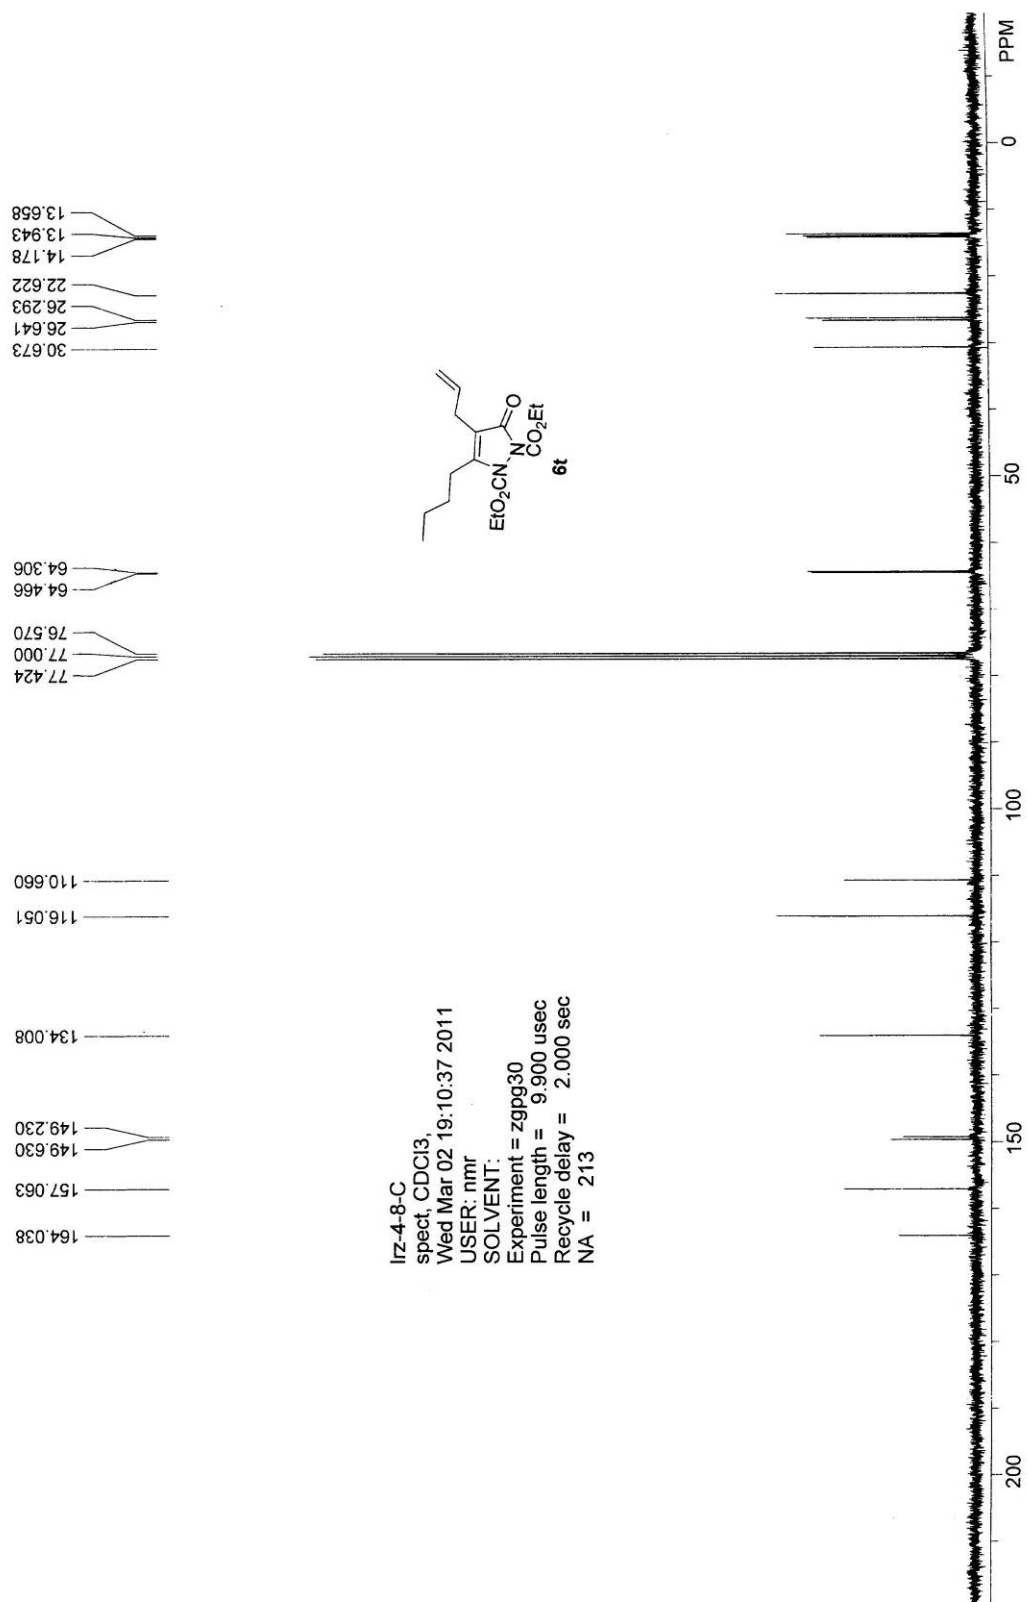 13.658
13.943
14.178
22.622
26.293
26.641
30.673
64.306
64.466
76.570
77.000
77.424
110.660
116.051
134.008
149.230
149.630
157.063
164.038
O
N
CO2Et
EtO2CN
6t
lrz-4-8-C
spect, CDCl3,
Wed Mar 02 19:10:37 2011
USER: nmr
SOLVENT:
Experiment = zgpg30
Pulse length = 9.900 usec
Recycle delay = 2.000 sec
NA = 213
PPM
0
50
100
150
200